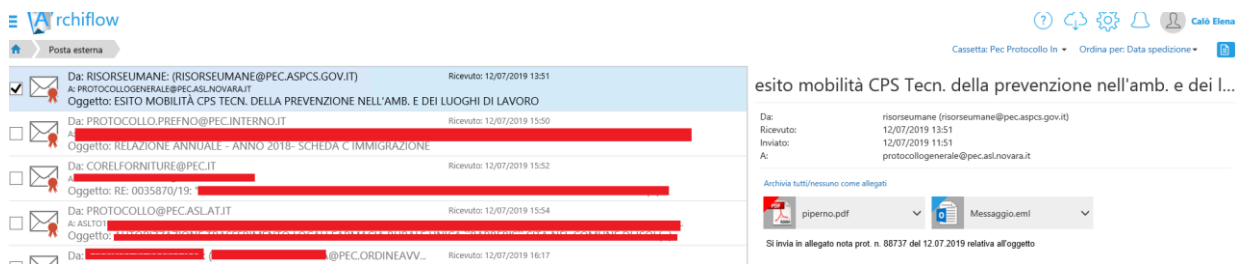 Archiflow
Calò Elena
Posta esterna
Cassetta: Pec Protocollo In
Ordina per: Data spedizione
Da: RISORSEUMANE: (RISORSEUMANE@PEC.ASPCS.GOV.IT)
Ricevuto: 12/07/2019 13:51
A: PROTOCOLLOGENERALE@PEC.ASL.NOVARA.IT
Oggetto: ESITO MOBILITÀ CPS TECN. DELLA PREVENZIONE NELL'AMB. E DEI LUOGHI DI LAVORO
Da: PROTOCOLLO.PREFNO@PEC.INTERNO.IT
Ricevuto: 12/07/2019 15:50
Oggetto: RELAZIONE ANNUALE - ANNO 2018- SCHEDA C IMMIGRAZIONE
Da: CORELFORNITURE@PEC.IT
Ricevuto: 12/07/2019 15:52
Oggetto: RE: 0035870/19: "
Da: PROTOCOLLO@PEC.ASL.AT.IT
Ricevuto: 12/07/2019 15:54
A: ASLTO1
Oggetto:
Da:
@PEC.ORDINEAVV...
Ricevuto: 12/07/2019 16:17
esito mobilità CPS Tecn. della prevenzione nell'amb. e dei l...
Da: risorseumane (risorseumane@pec.aspcs.gov.it)
Ricevuto: 12/07/2019 13:51
Inviato: 12/07/2019 11:51
A: protocollogenerale@pec.asl.novara.it
Archivia tutti/nessuno come allegati
PDF
piperno.pdf
Messaggio.eml
Si invia in allegato nota prot. n. 88737 del 12.07.2019 relativa all'oggetto